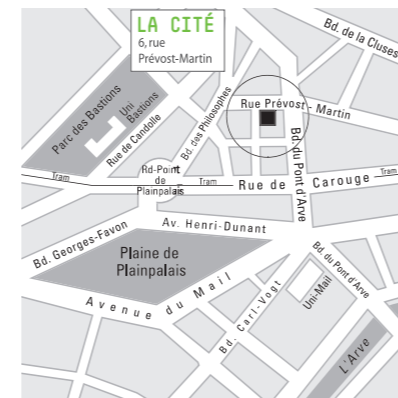 LA CITÉ
6, rue
Prévost-Martin
Bd. de la Cluses
Rue Prévost - Martin
Parc des Bastions
Uni
Bastions
Rue de Candolle
Bd. des Philosophes
Bd. du Pont d'Arve
Tram
Rd-Point
de
Plainpalais
Tram
Rue de Carouge
Tram
Av. Henri-Dunant
Bd. Georges-Favon
Plaine de
Plainpalais
Avenue du Mail
Bd. Carl-Vogt
Uni-Mail
Bd. du Pont d'Arve
L'Arve